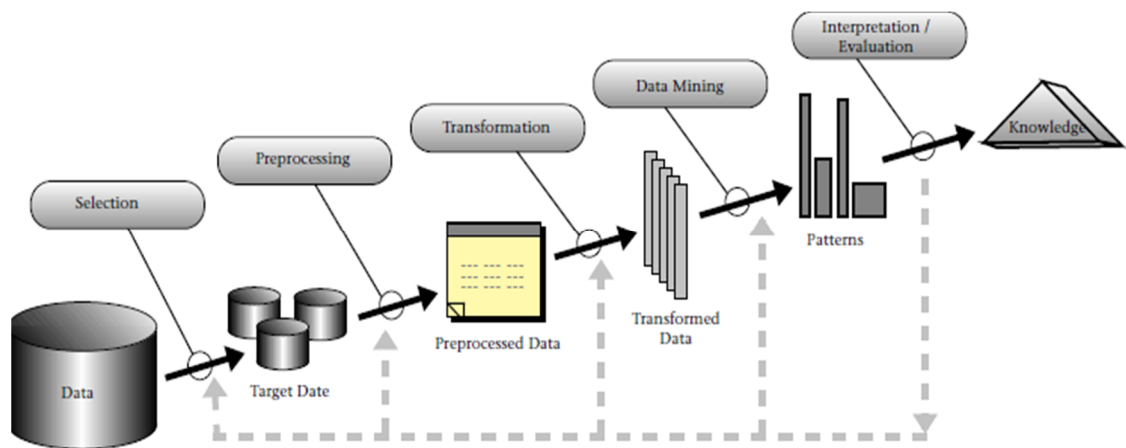 Interpretation /
Evaluation
Data Mining
Knowledge
Transformation
Preprocessing
Selection
Patterns
Transformed
Data
Preprocessed Data
Target Date
Data